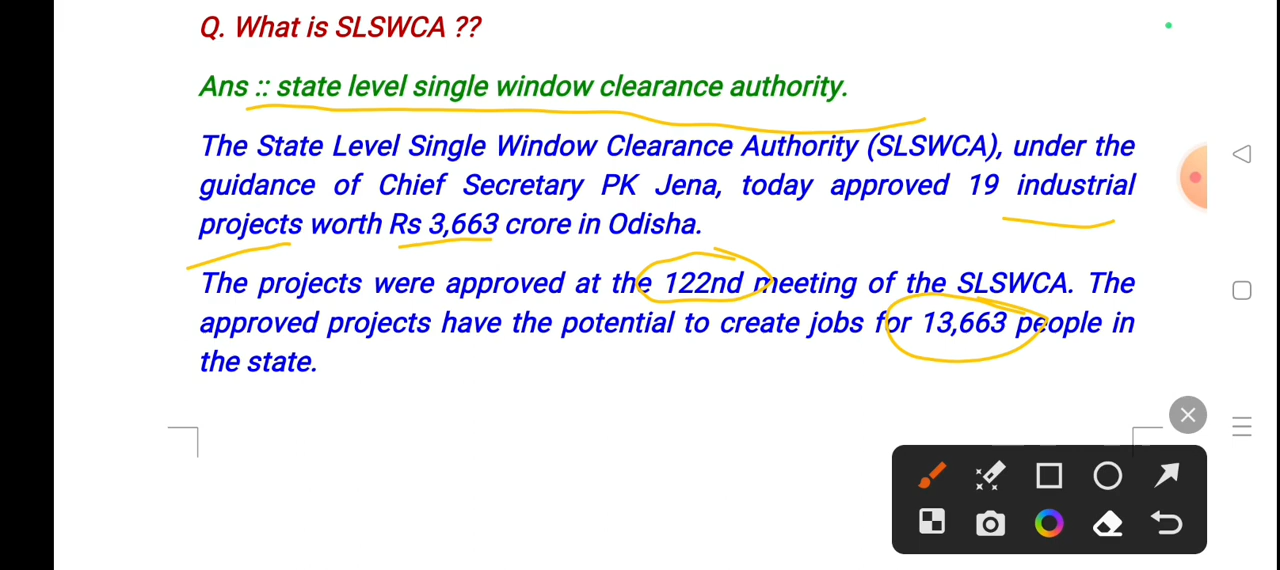 Q. What is SLSWCA ??
Ans :: state level single window clearance authority.
The State Level Single Window Clearance Authority (SLSWCA), under the
guidance of Chief Secretary PK Jena, today approved 19 industrial
projects worth Rs 3,663 crore in Odisha.
The projects were approved at the 122nd meeting of the SLSWCA. The
approved projects have the potential to create jobs for 13,663 people in
the state.